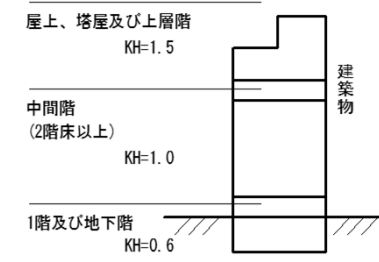 屋上、塔屋及び上層階
KH=1.5
建築物
中間階
(2階床以上)
KH=1.0
1階及び地下階
KH=0.6